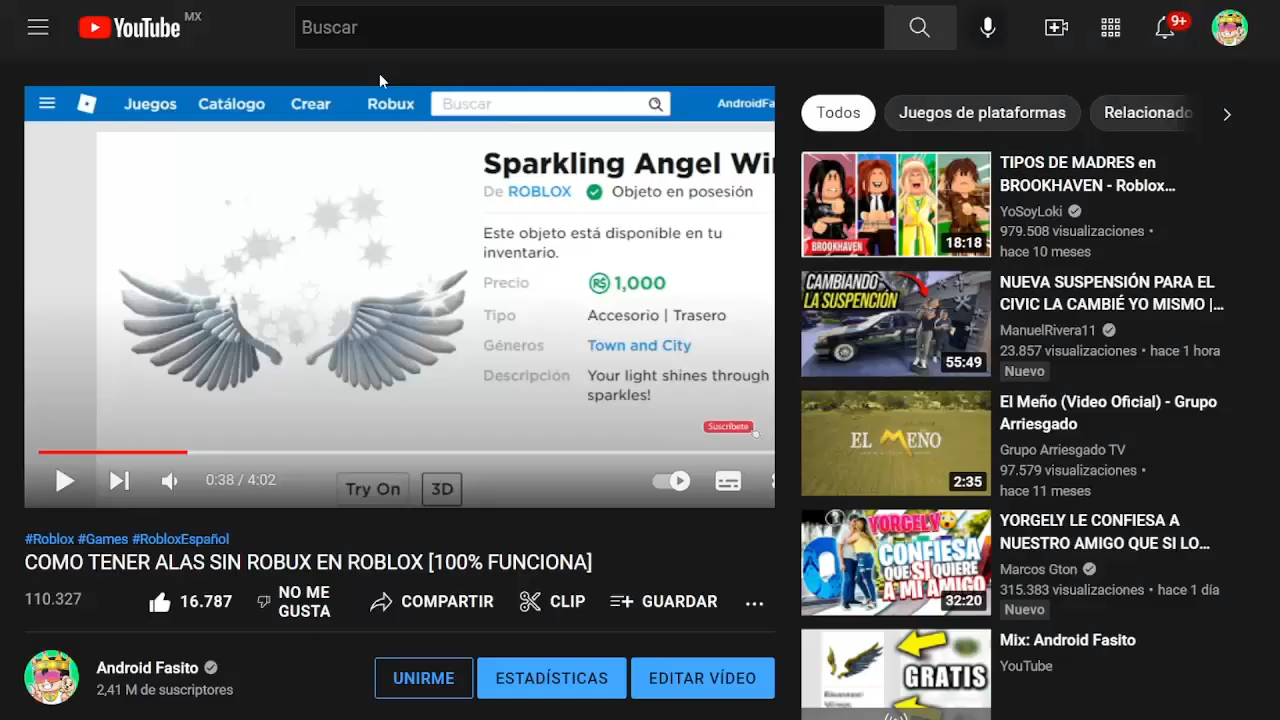 YouTube MX
Buscar
9+
Juegos Catálogo Crear Robux Buscar AndroidFa
Sparkling Angel Wi
De ROBLOX Objeto en posesión
Este objeto está disponible en tu
inventario.
Precio R$ 1,000
Tipo Accesorio | Trasero
Géneros Town and City
Descripción Your light shines through
sparkles!
Suscríbete
0:38 / 4:02
Try On 3D
#Roblox #Games #RobloxEspañol
COMO TENER ALAS SIN ROBUX EN ROBLOX [100% FUNCIONA]
110.327
16.787
NO ME
GUSTA
COMPARTIR
CLIP
GUARDAR
Android Fasito
2,41 M de suscriptores
UNIRME
ESTADÍSTICAS
EDITAR VÍDEO
Todos Juegos de plataformas Relacionado
BROOKHAVEN
18:18
TIPOS DE MADRES en
BROOKHAVEN - Roblox...
YoSoyLoki
979.508 visualizaciones •
hace 10 meses
CAMBIANDO
LA SUSPENCIÓN
55:49
NUEVA SUSPENSIÓN PARA EL
CIVIC LA CAMBIÉ YO MISMO |...
ManuelRivera11
23.857 visualizaciones • hace 1 hora
Nuevo
EL MEÑO
2:35
El Meño (Video Oficial) - Grupo
Arriesgado
Grupo Arriesgado TV
97.579 visualizaciones •
hace 11 meses
YORGELY
CONFIESA
QUE SI QUIERE
A MI AMIGO
32:20
YORGELY LE CONFIESA A
NUESTRO AMIGO QUE SI LO...
Marcos Gton
315.383 visualizaciones • hace 1 día
Nuevo
GRATIS
Mix: Android Fasito
YouTube